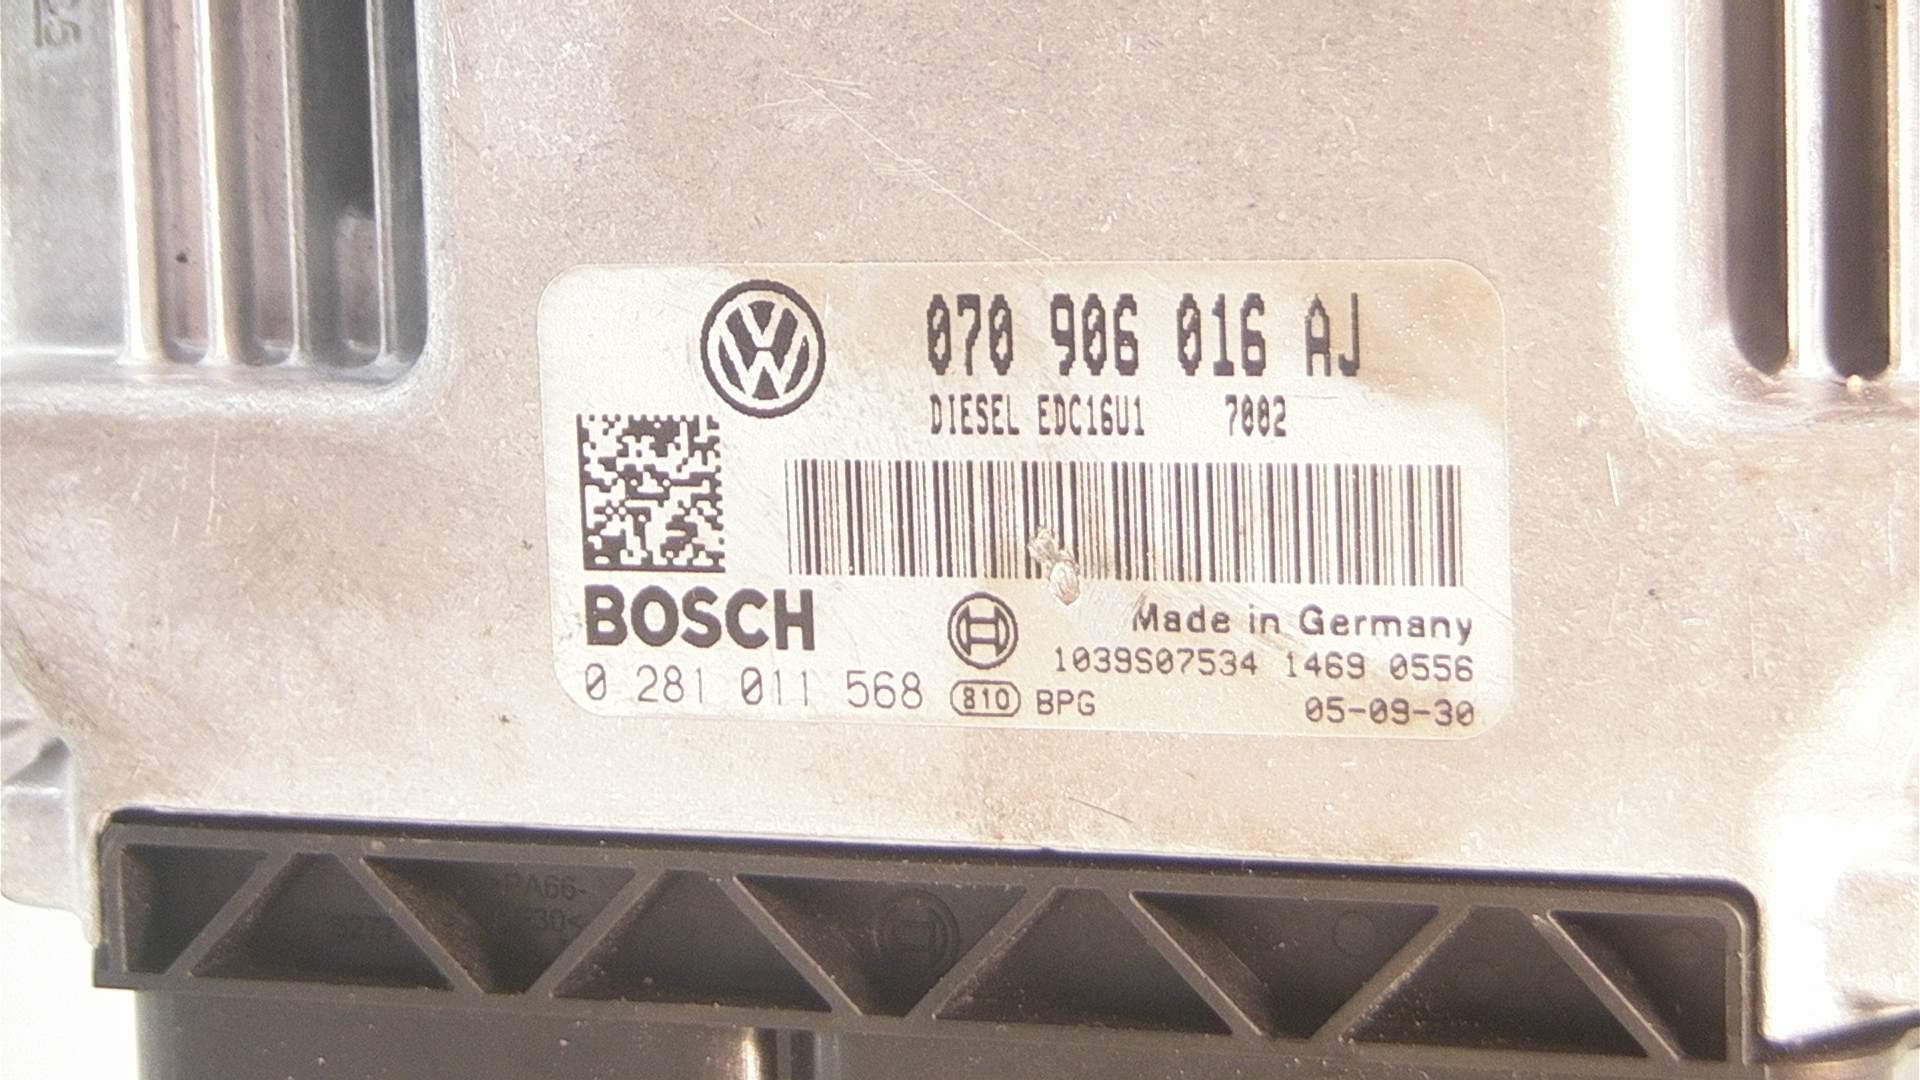 070 906 016 AJ
DIESEL EDC16U1 7002
BOSCH
Made in Germany
1039S07534 1469 0556
0 281 011 568
810 BPG
05-09-30
PA66-